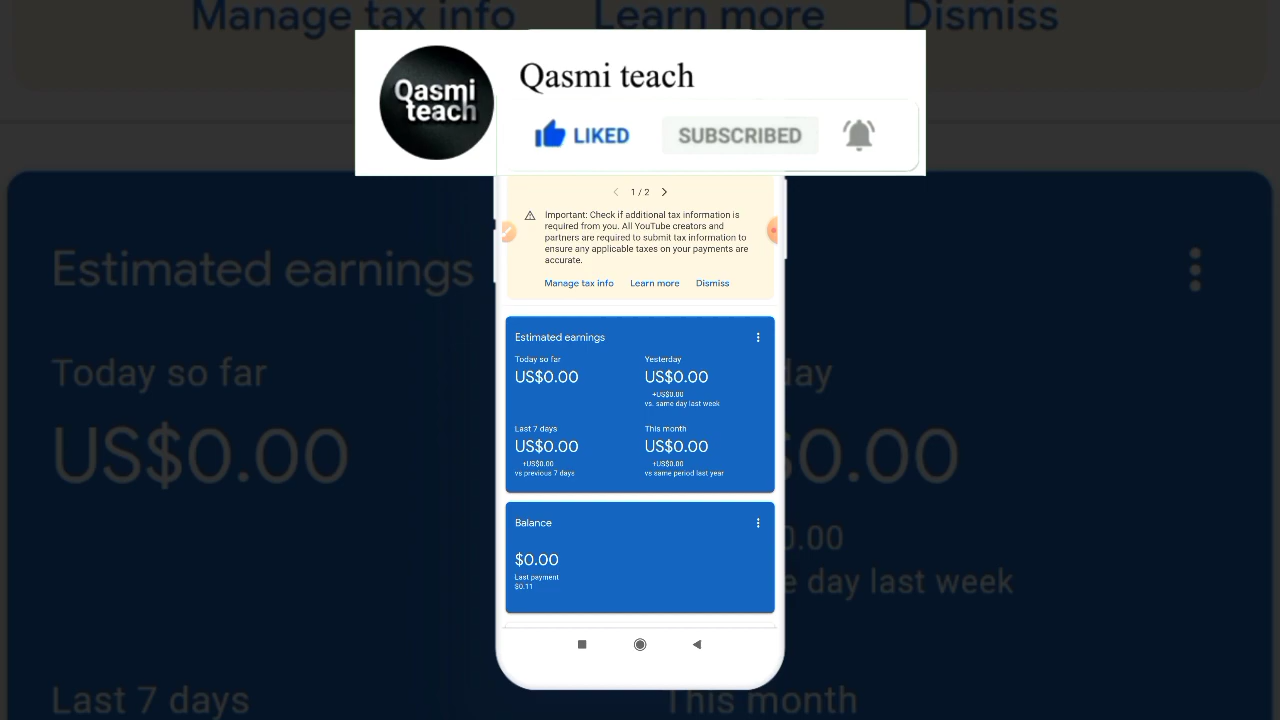 Manage tax info Learn more Dismiss
Qasmi
teach
Qasmi teach
LIKED
SUBSCRIBED
1 / 2
Important: Check if additional tax information is
required from you. All YouTube creators and
partners are required to submit tax information to
ensure any applicable taxes on your payments are
accurate.
Manage tax info Learn more Dismiss
Estimated earnings
Today so far Yesterday
US$0.00 US$0.00
+US$0.00
vs. same day last week
Last 7 days This month
US$0.00 US$0.00
+US$0.00 +US$0.00
vs previous 7 days vs same period last year
Balance
$0.00
Last payment
$0.11
Estimated earnings
Today so far day
US$0.00 $0.00
0.00
e day last week
Last 7 days This month